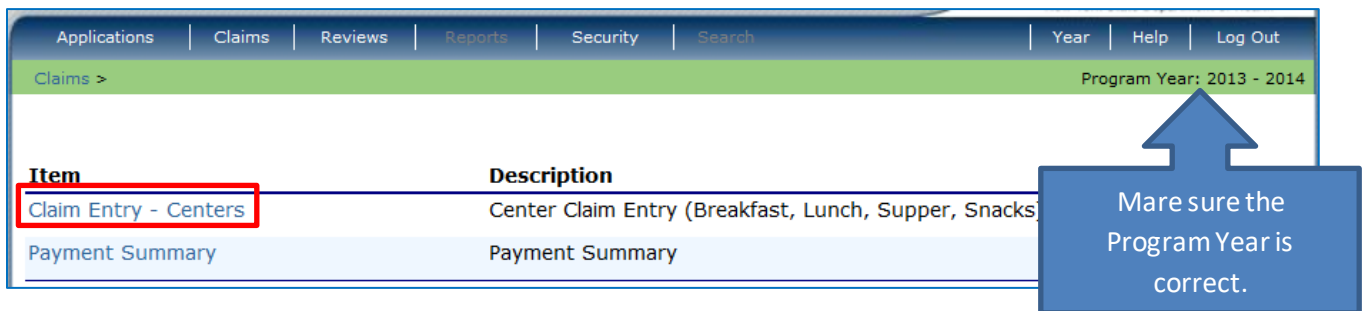 Applications Claims Reviews Reports Security Search Year Help Log Out
Claims > Program Year: 2013 - 2014
Item Description
Claim Entry - Centers Center Claim Entry (Breakfast, Lunch, Supper, Snacks)
Payment Summary Payment Summary
Mare sure the
Program Year is
correct.